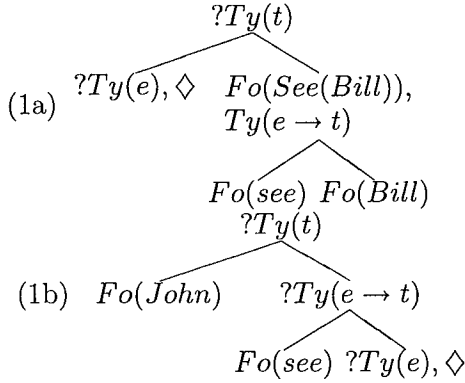 ?Ty(t)
(1a) ?Ty(e), ♢ Fo(See(Bill)),
Ty(e → t)
Fo(see) Fo(Bill)
?Ty(t)
(1b) Fo(John) ?Ty(e → t)
Fo(see) ?Ty(e), ♢